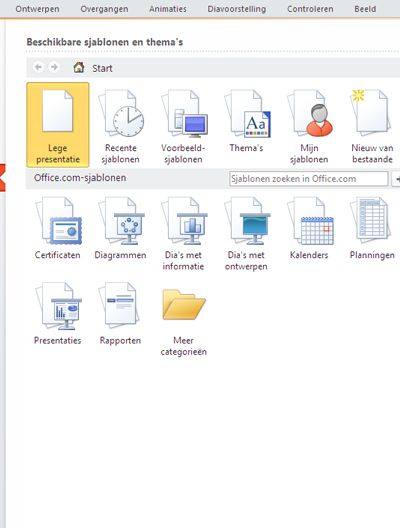 Ontwerpen Overgangen Animaties Diavoorstelling Controleren Beeld
Beschikbare sjablonen en thema's
Start
Lege presentatie
Recente sjablonen
Voorbeeld-sjablonen
Thema's
Mijn sjablonen
Nieuw van bestaande
Office.com-sjablonen
Sjablonen zoeken in Office.com
Certificaten
Diagrammen
Dia's met informatie
Dia's met ontwerpen
Kalenders
Planningen
Presentaties
Rapporten
Meer categorieën